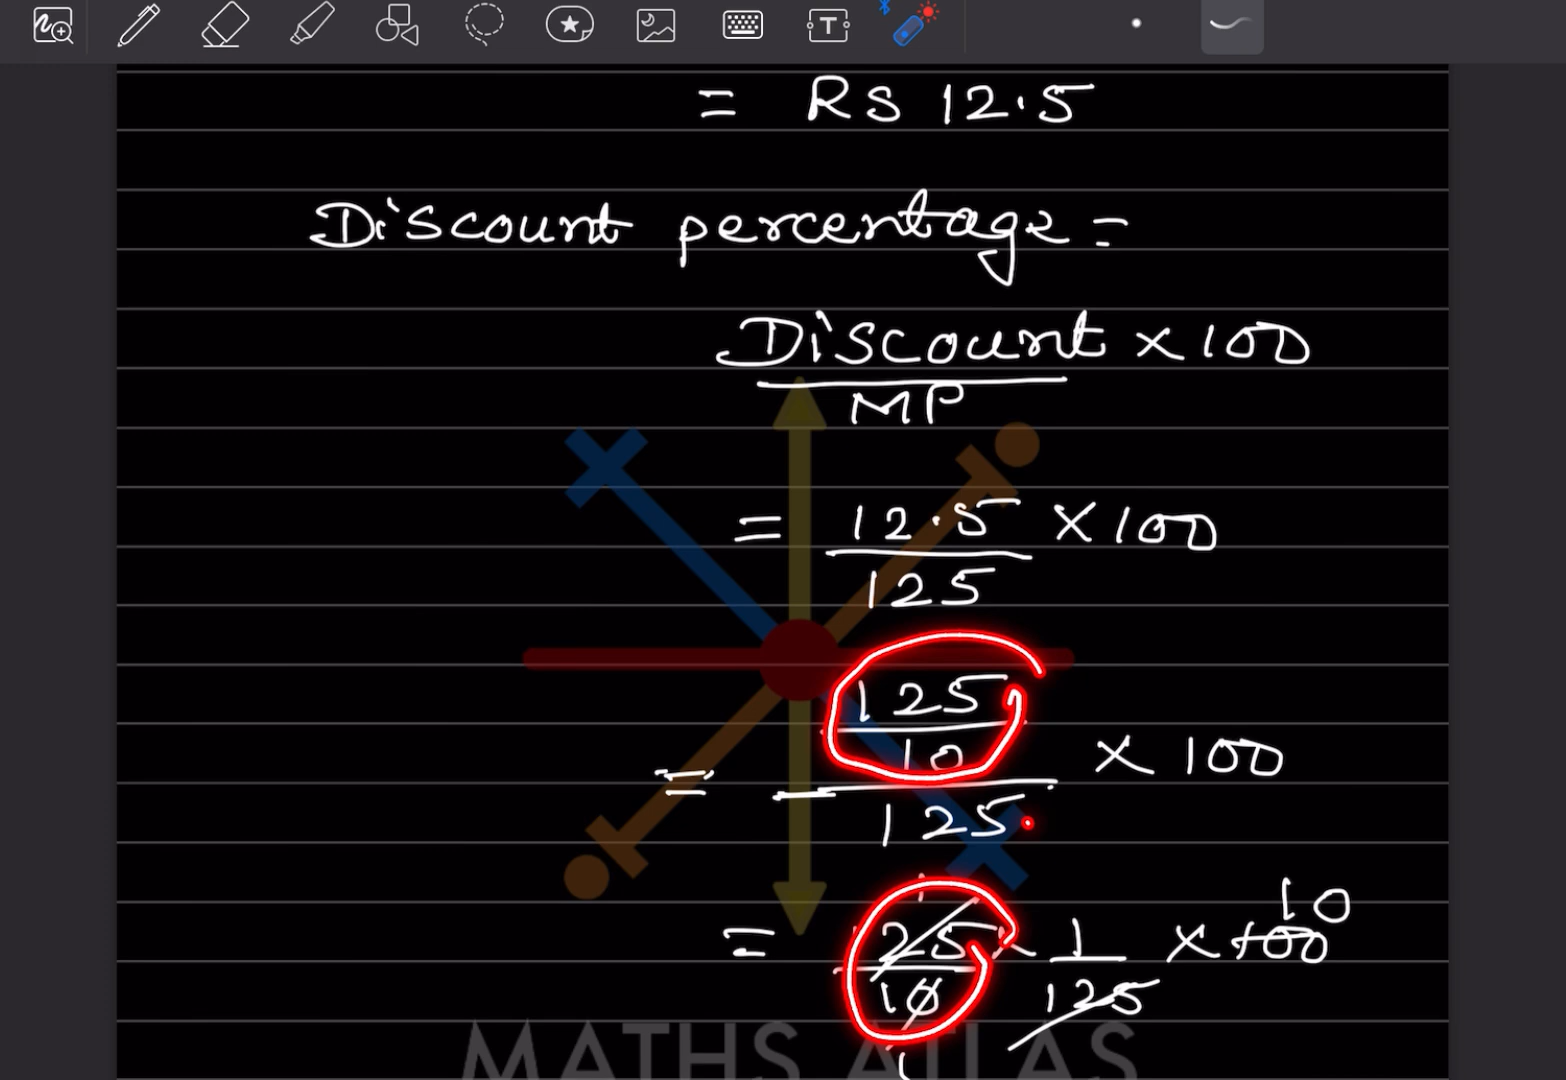 = Rs 12.5
Discount percentage =
Discount × 100
MP
= 12.5 × 100
125
125
10
= × 100
125
10
= 125 × 1 × 100
10 125
1
MATHS ATLAS